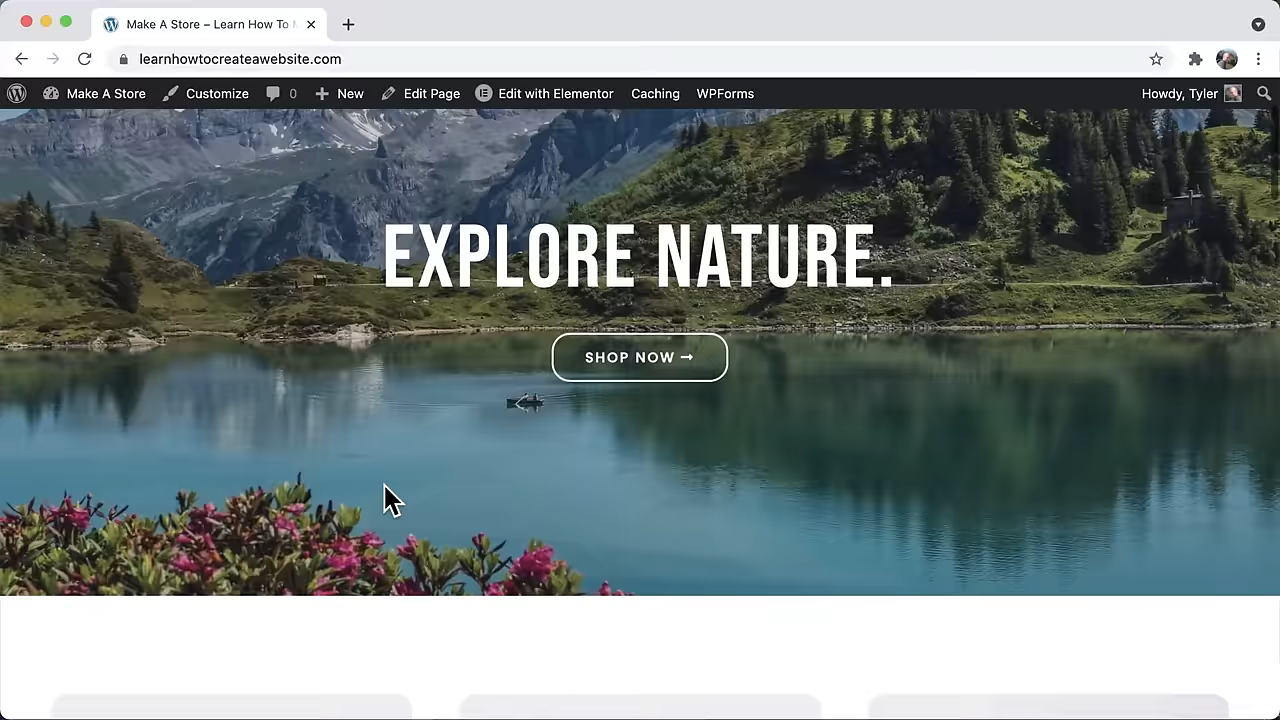 Make A Store – Learn How To M
learnhowtocreateawebsite.com
Make A Store Customize 0 New Edit Page Edit with Elementor Caching WPForms Howdy, Tyler
EXPLORE NATURE.
SHOP NOW →